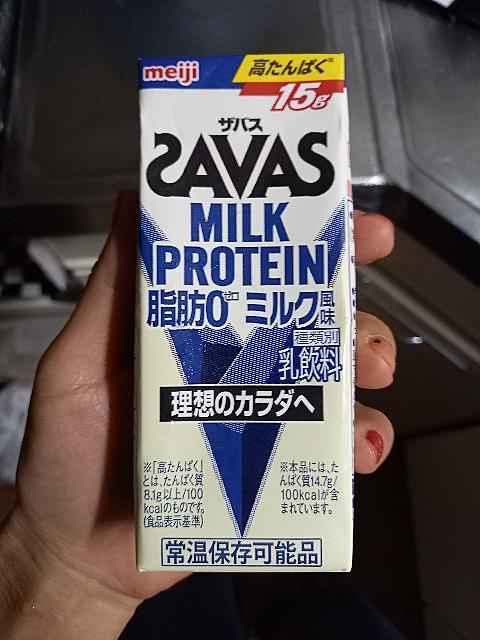 meiji
高たんぱく※
15g
ザバス
SAVAS
MILK
PROTEIN
脂肪0ゼロ ミルク風味
種類別
乳飲料
理想のカラダへ
※「高たんぱく」
とは、たんぱく質
8.1g以上/100
kcalのものです。
(食品表示基準)
※本品には、た
んぱく質14.7g/
100kcalが含
まれています。
常温保存可能品